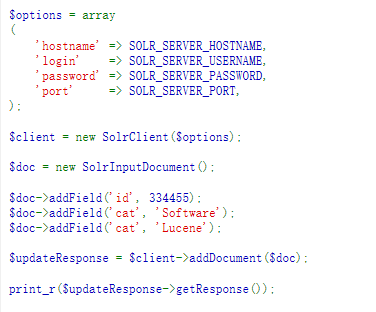 $options = array
(
'hostname' => SOLR_SERVER_HOSTNAME,
'login' => SOLR_SERVER_USERNAME,
'password' => SOLR_SERVER_PASSWORD,
'port' => SOLR_SERVER_PORT,
);
$client = new SolrClient($options);
$doc = new SolrInputDocument();
$doc->addField('id', 334455);
$doc->addField('cat', 'Software');
$doc->addField('cat', 'Lucene');
$updateResponse = $client->addDocument($doc);
print_r($updateResponse->getResponse());